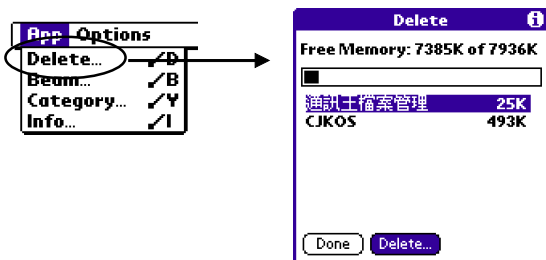 App Options
Delete... ⁄D
Beam... ⁄B
Category... ⁄Y
Info... ⁄I
Delete i
Free Memory: 7385K of 7936K
通訊王檔案管理 25K
CJKOS 493K
Done Delete...